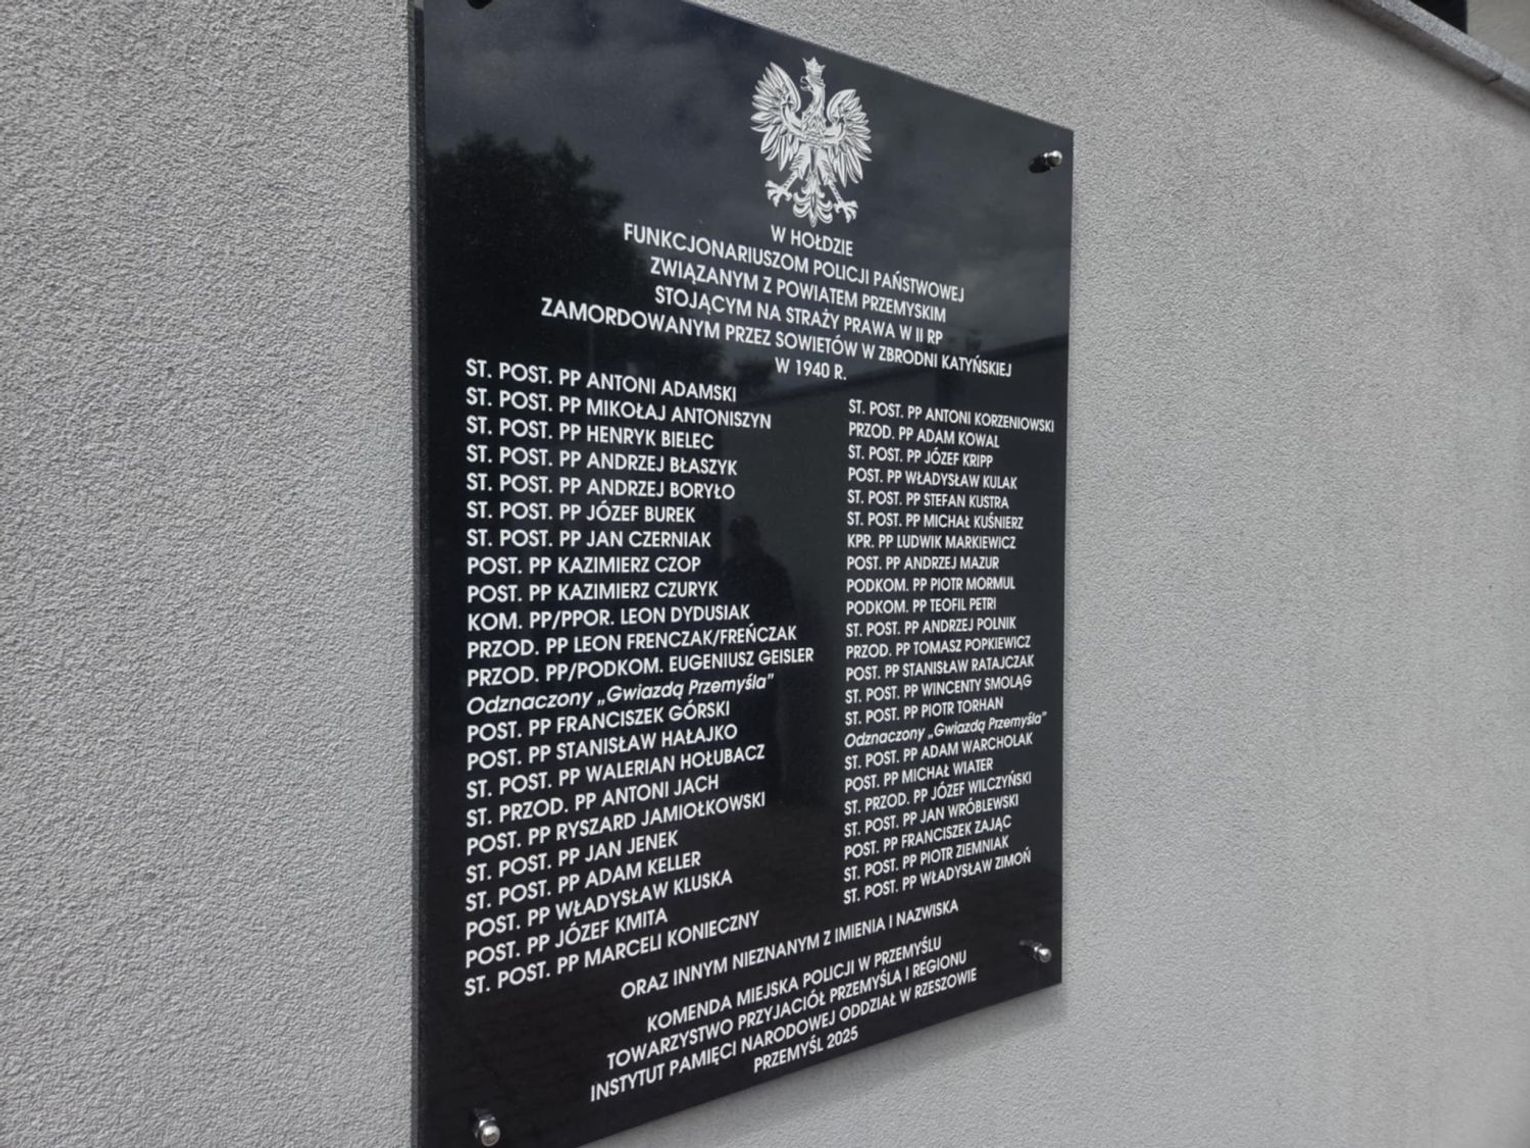 W HOŁDZIE
FUNKCJONARIUSZOM POLICJI PAŃSTWOWEJ
ZWIĄZANYM Z POWIATEM PRZEMYSKIM
STOJĄCYM NA STRAŻY PRAWA W II RP
ZAMORDOWANYM PRZEZ SOWIETÓW W ZBRODNI KATYŃSKIEJ
W 1940 R.
ST. POST. PP ANTONI ADAMSKI
ST. POST. PP MIKOŁAJ ANTONISZYN
ST. POST. PP HENRYK BIELEC
ST. POST. PP ANDRZEJ BŁASZYK
ST. POST. PP ANDRZEJ BORYŁO
ST. POST. PP JÓZEF BUREK
ST. POST. PP JAN CZERNIAK
POST. PP KAZIMIERZ CZOP
POST. PP KAZIMIERZ CZURYK
KOM. PP/PPOR. LEON DYDUSIAK
PRZOD. PP LEON FRENCZAK/FREŃCZAK
PRZOD. PP/PODKOM. EUGENIUSZ GEISLER
Odznaczony „Gwiazdą Przemyśla"
POST. PP FRANCISZEK GÓRSKI
POST. PP STANISŁAW HAŁAJKO
ST. POST. PP WALERIAN HOŁUBACZ
ST. PRZOD. PP ANTONI JACH
POST. PP RYSZARD JAMIOŁKOWSKI
ST. POST. PP JAN JENEK
ST. POST. PP ADAM KELLER
POST. PP WŁADYSŁAW KLUSKA
POST. PP JÓZEF KMITA
ST. POST. PP MARCELI KONIECZNY
ST. POST. PP ANTONI KORZENIOWSKI
PRZOD. PP ADAM KOWAL
ST. POST. PP JÓZEF KRIPP
POST. PP WŁADYSŁAW KULAK
ST. POST. PP STEFAN KUSTRA
ST. POST. PP MICHAŁ KUŚNIERZ
KPR. PP LUDWIK MARKIEWICZ
POST. PP ANDRZEJ MAZUR
PODKOM. PP PIOTR MORMUL
PODKOM. PP TEOFIL PETRI
ST. POST. PP ANDRZEJ POLNIK
PRZOD. PP TOMASZ POPKIEWICZ
POST. PP STANISŁAW RATAJCZAK
ST. POST. PP WINCENTY SMOLĄG
ST. POST. PP PIOTR TORHAN
Odznaczony „Gwiazdą Przemyśla"
ST. POST. PP ADAM WARCHOLAK
POST. PP MICHAŁ WIATER
ST. PRZOD. PP JÓZEF WILCZYŃSKI
ST. POST. PP JAN WRÓBLEWSKI
POST. PP FRANCISZEK ZAJĄC
ST. POST. PP PIOTR ZIEMNIAK
ST. POST. PP WŁADYSŁAW ZIMOŃ
ORAZ INNYM NIEZNANYM Z IMIENIA I NAZWISKA
KOMENDA MIEJSKA POLICJI W PRZEMYŚLU
TOWARZYSTWO PRZYJACIÓŁ PRZEMYŚLA I REGIONU
INSTYTUT PAMIĘCI NARODOWEJ ODDZIAŁ W RZESZOWIE
PRZEMYŚL 2025